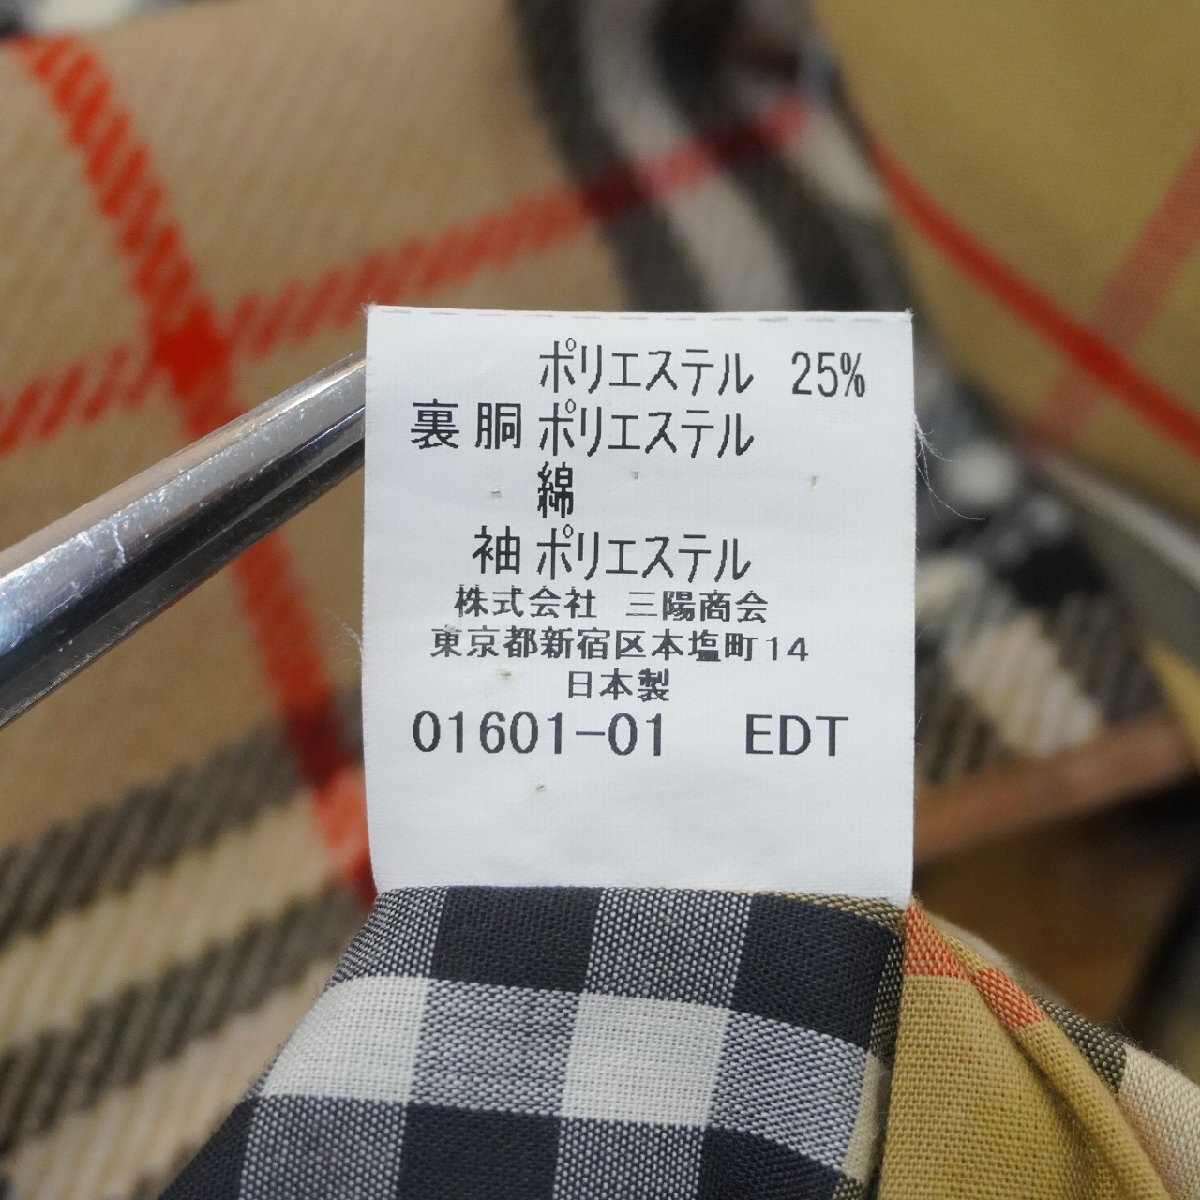 ポリエステル 25%
裏 胴 ポリエステル
綿
袖 ポリエステル
株式会社 三陽商会
東京都新宿区本塩町14
日本製
01601-01 EDT